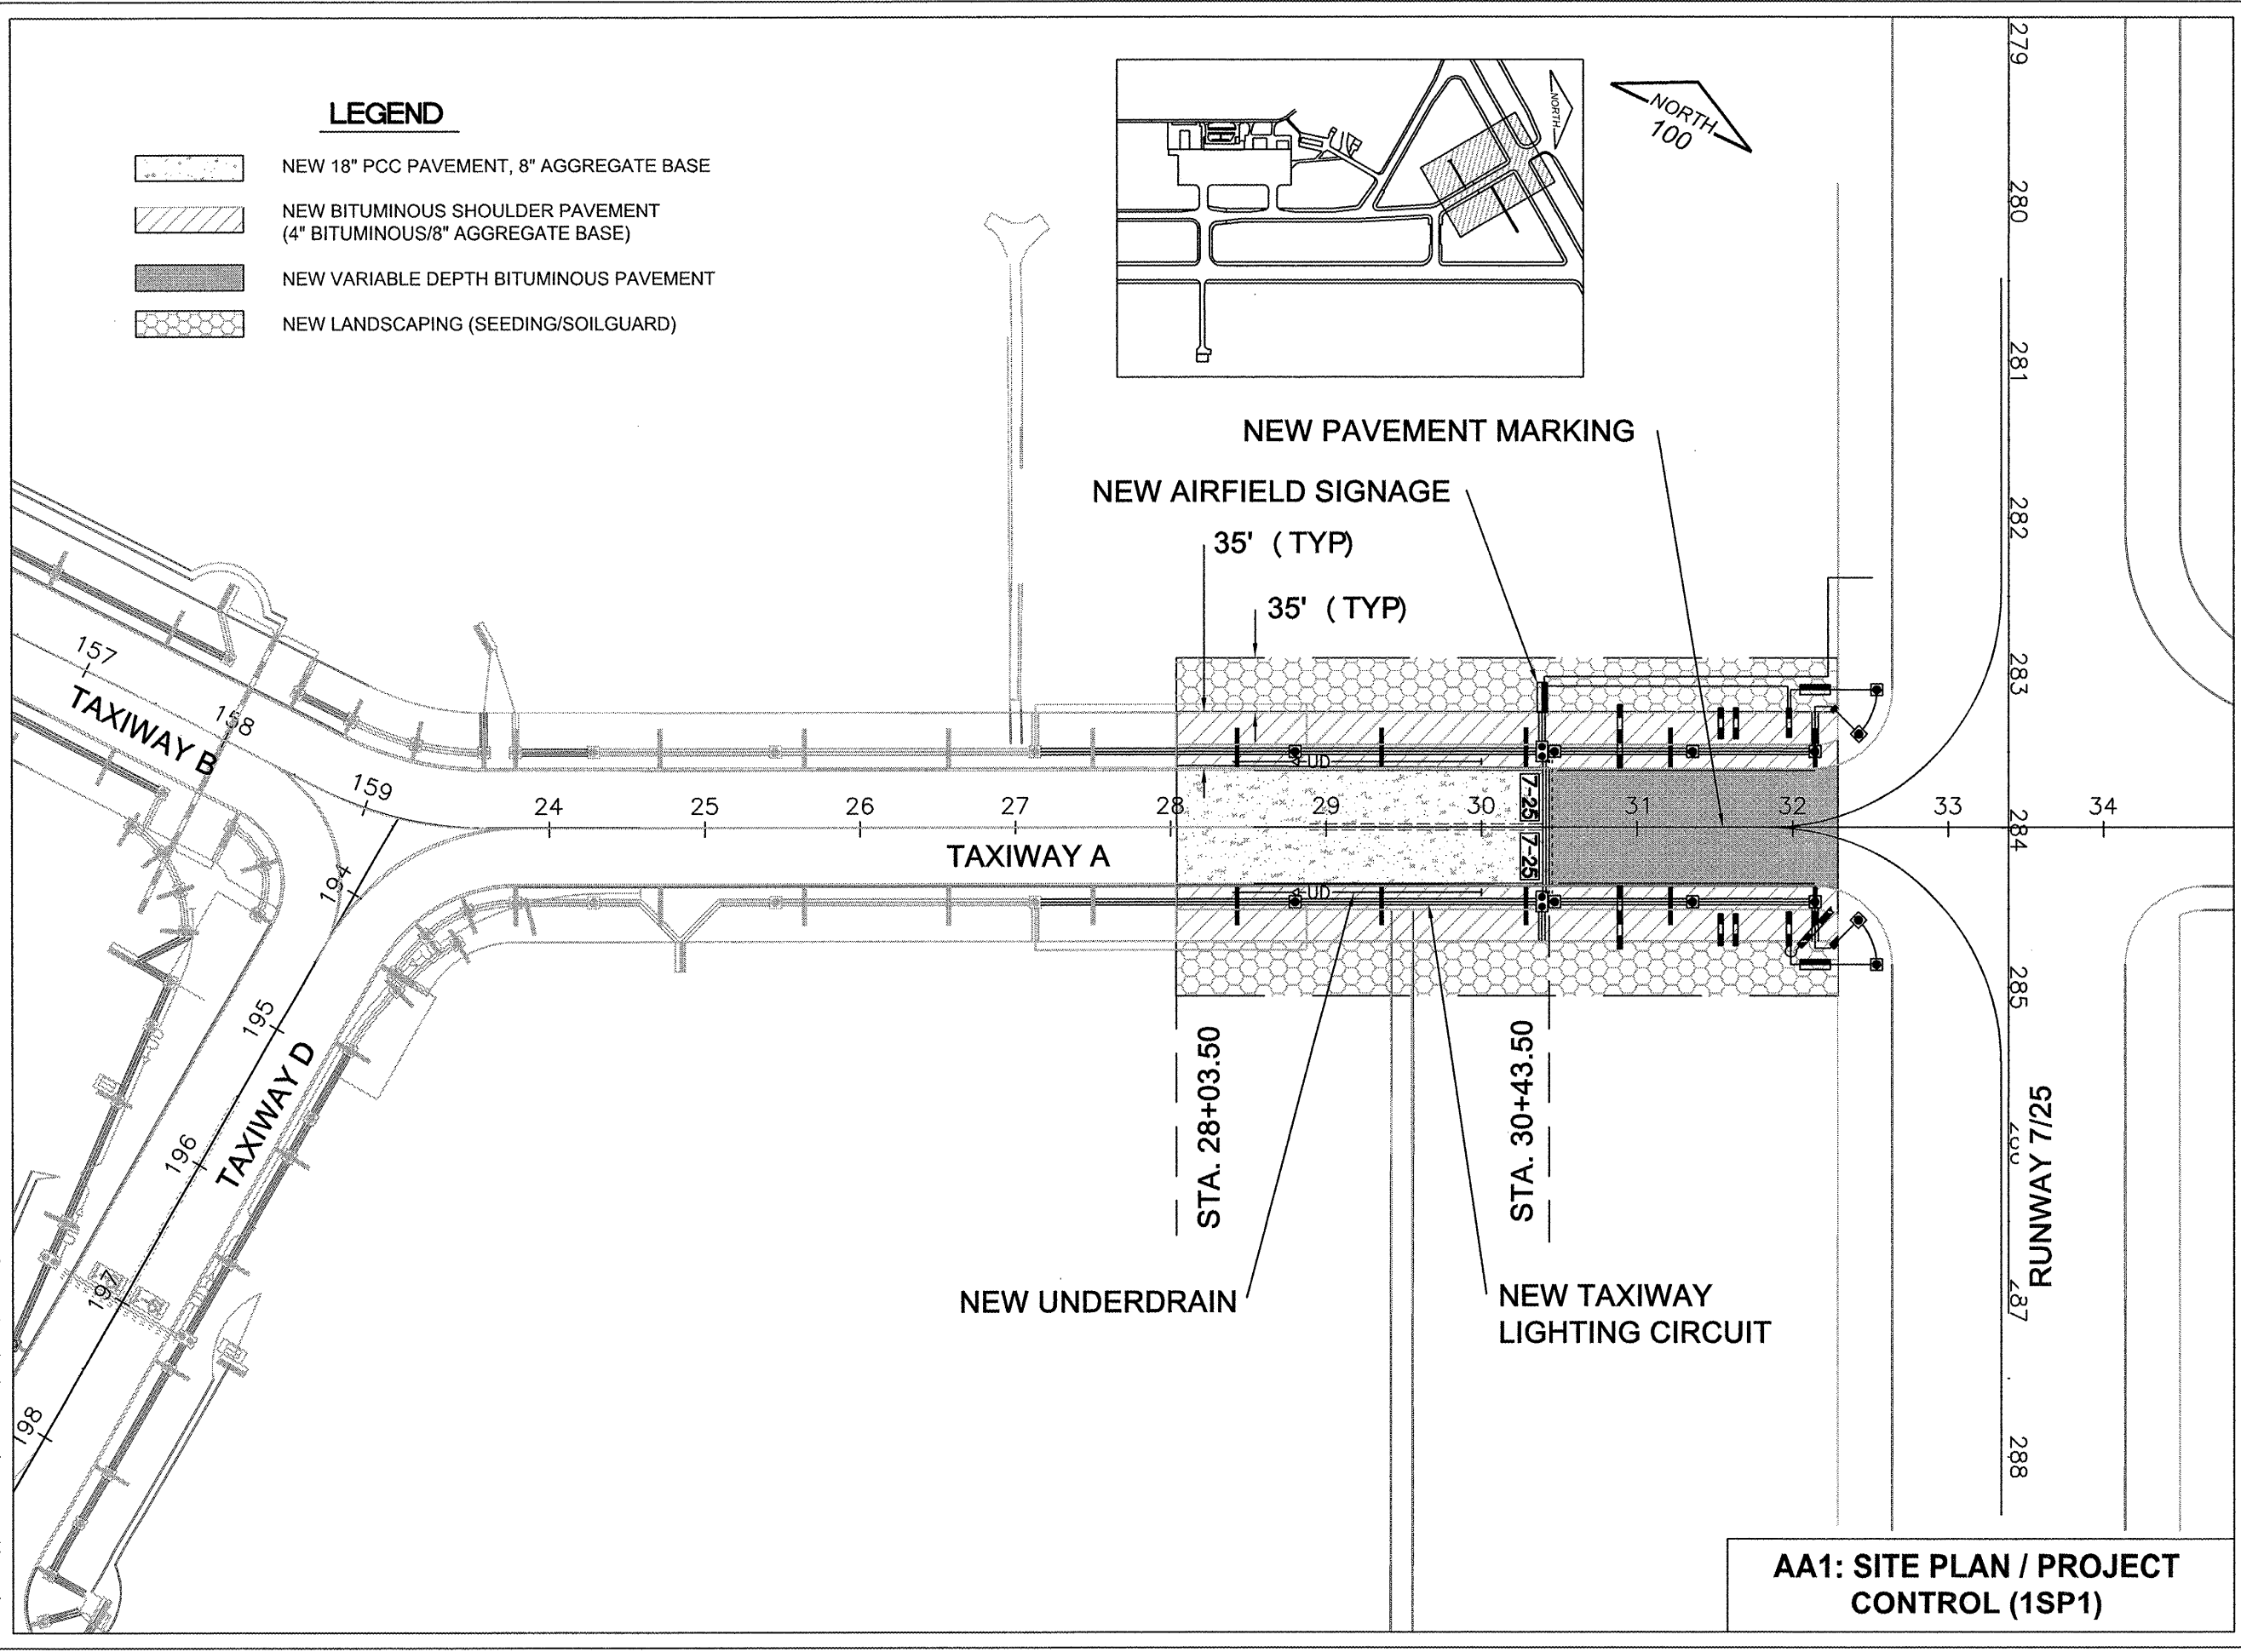 LEGEND
NEW 18" PCC PAVEMENT, 8" AGGREGATE BASE
NEW BITUMINOUS SHOULDER PAVEMENT
(4" BITUMINOUS/8" AGGREGATE BASE)
NEW VARIABLE DEPTH BITUMINOUS PAVEMENT
NEW LANDSCAPING (SEEDING/SOILGUARD)
NORTH
NORTH
100
279
280
281
282
283
284
285
287
288
RUNWAY 7/25
NEW PAVEMENT MARKING
NEW AIRFIELD SIGNAGE
35' (TYP)
35' (TYP)
157
158
159
TAXIWAY B
24
25
26
27
28
29
30
31
32
33
34
UD
7-25
7-25
UD
TAXIWAY A
194
195
196
197
198
TAXIWAY D
STA. 28+03.50
STA. 30+43.50
NEW UNDERDRAIN
NEW TAXIWAY
LIGHTING CIRCUIT
AA1: SITE PLAN / PROJECT
CONTROL (1SP1)